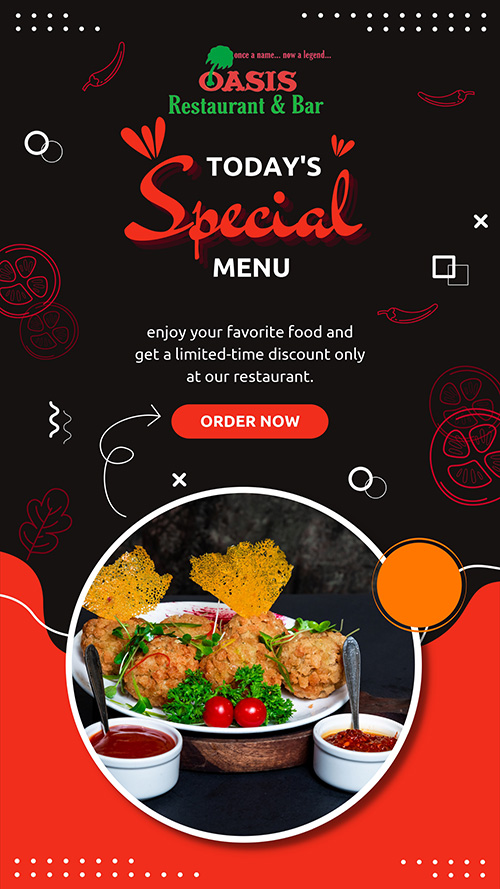 once a name... now a legend...
OASIS
Restaurant & Bar
TODAY'S
Special
MENU
enjoy your favorite food and
get a limited-time discount only
at our restaurant.
ORDER NOW